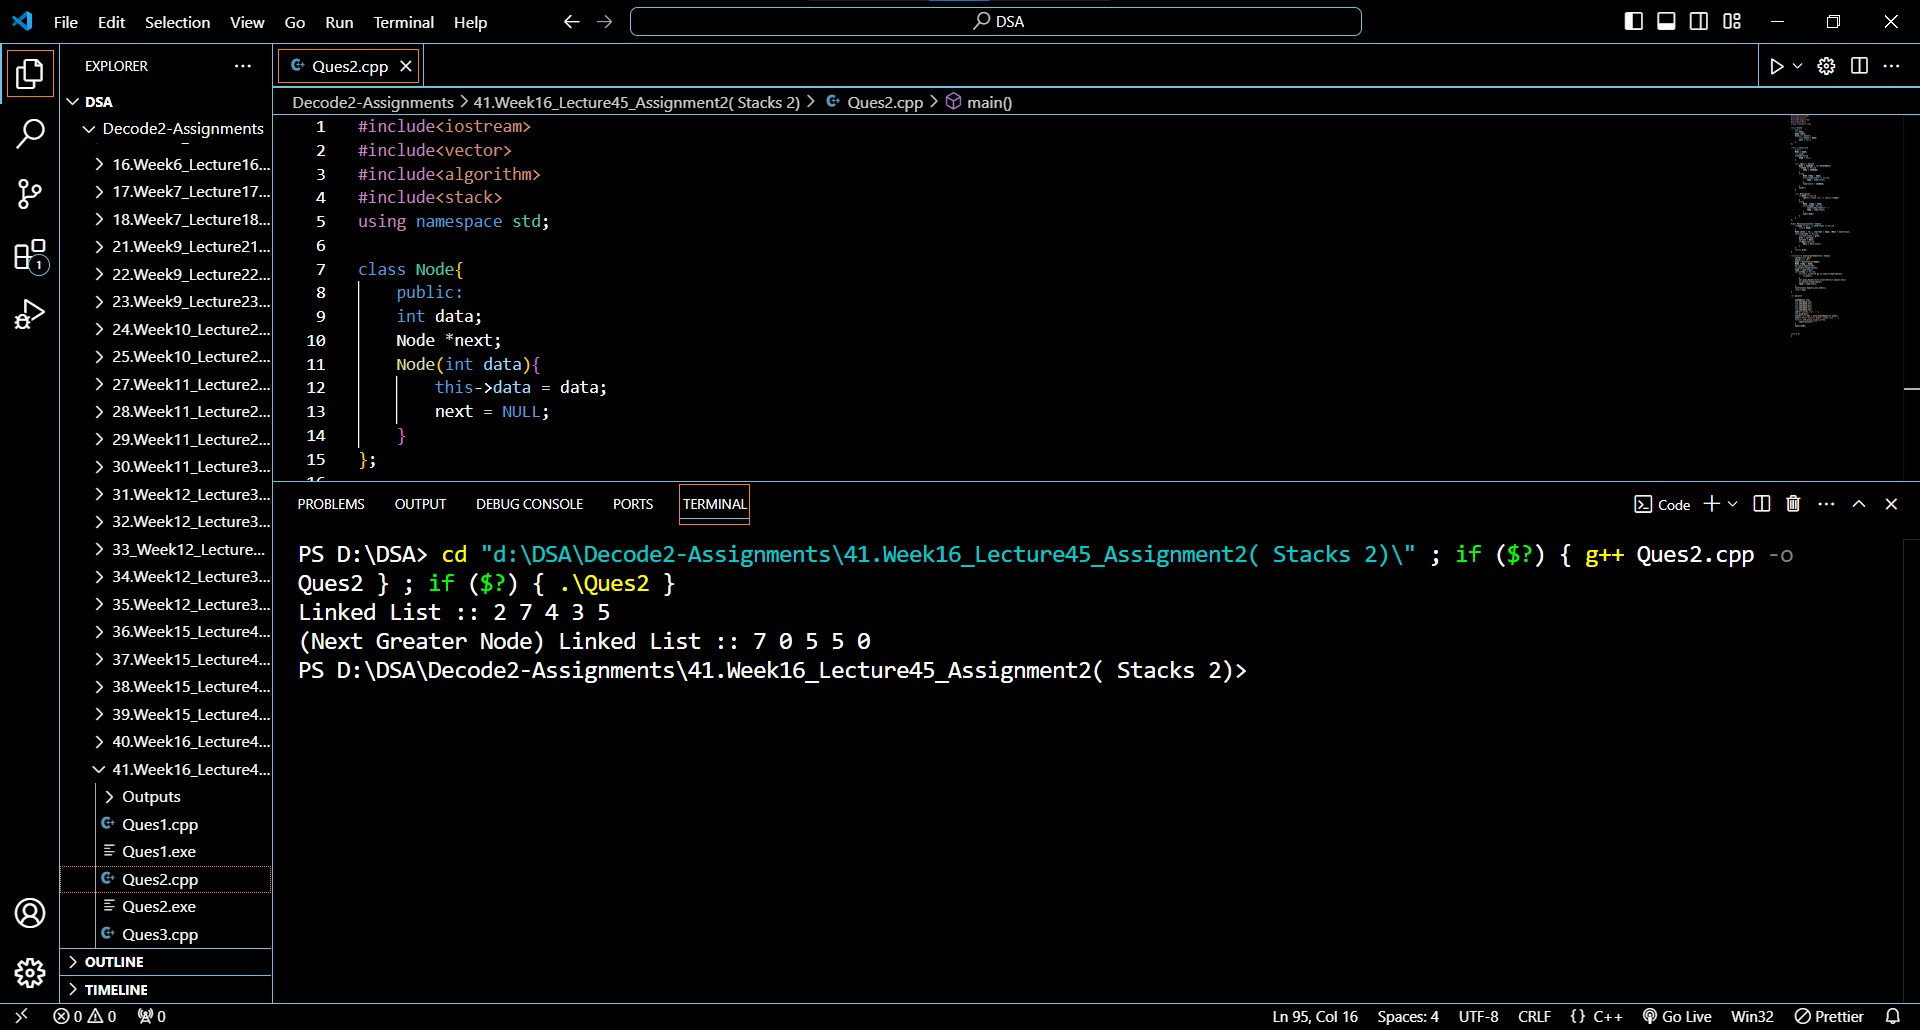 File Edit Selection View Go Run Terminal Help
DSA
EXPLORER
DSA
Decode2-Assignments
16.Week6_Lecture16...
17.Week7_Lecture17...
18.Week7_Lecture18...
21.Week9_Lecture21...
22.Week9_Lecture22...
23.Week9_Lecture23...
24.Week10_Lecture2...
25.Week10_Lecture2...
27.Week11_Lecture2...
28.Week11_Lecture2...
29.Week11_Lecture2...
30.Week11_Lecture3...
31.Week12_Lecture3...
32.Week12_Lecture3...
33_Week12_Lecture...
34.Week12_Lecture3...
35.Week12_Lecture3...
36.Week15_Lecture4...
37.Week15_Lecture4...
38.Week15_Lecture4...
39.Week15_Lecture4...
40.Week16_Lecture4...
41.Week16_Lecture4...
Outputs
Ques1.cpp
Ques1.exe
Ques2.cpp
Ques2.exe
Ques3.cpp
OUTLINE
TIMELINE
1
Ques2.cpp
Decode2-Assignments > 41.Week16_Lecture45_Assignment2( Stacks 2) > Ques2.cpp > main()
1 #include<iostream>
2 #include<vector>
3 #include<algorithm>
4 #include<stack>
5 using namespace std;
6
7 class Node{
8 public:
9 int data;
10 Node *next;
11 Node(int data){
12 this->data = data;
13 next = NULL;
14 }
15 };
PROBLEMS OUTPUT DEBUG CONSOLE PORTS TERMINAL
Code
PS D:\DSA> cd "d:\DSA\Decode2-Assignments\41.Week16_Lecture45_Assignment2( Stacks 2)\" ; if ($?) { g++ Ques2.cpp -o
Ques2 } ; if ($?) { .\Ques2 }
Linked List :: 2 7 4 3 5
(Next Greater Node) Linked List :: 7 0 5 5 0
PS D:\DSA\Decode2-Assignments\41.Week16_Lecture45_Assignment2( Stacks 2)>
0 0 0
Ln 95, Col 16 Spaces: 4 UTF-8 CRLF {} C++ Go Live Win32 Prettier